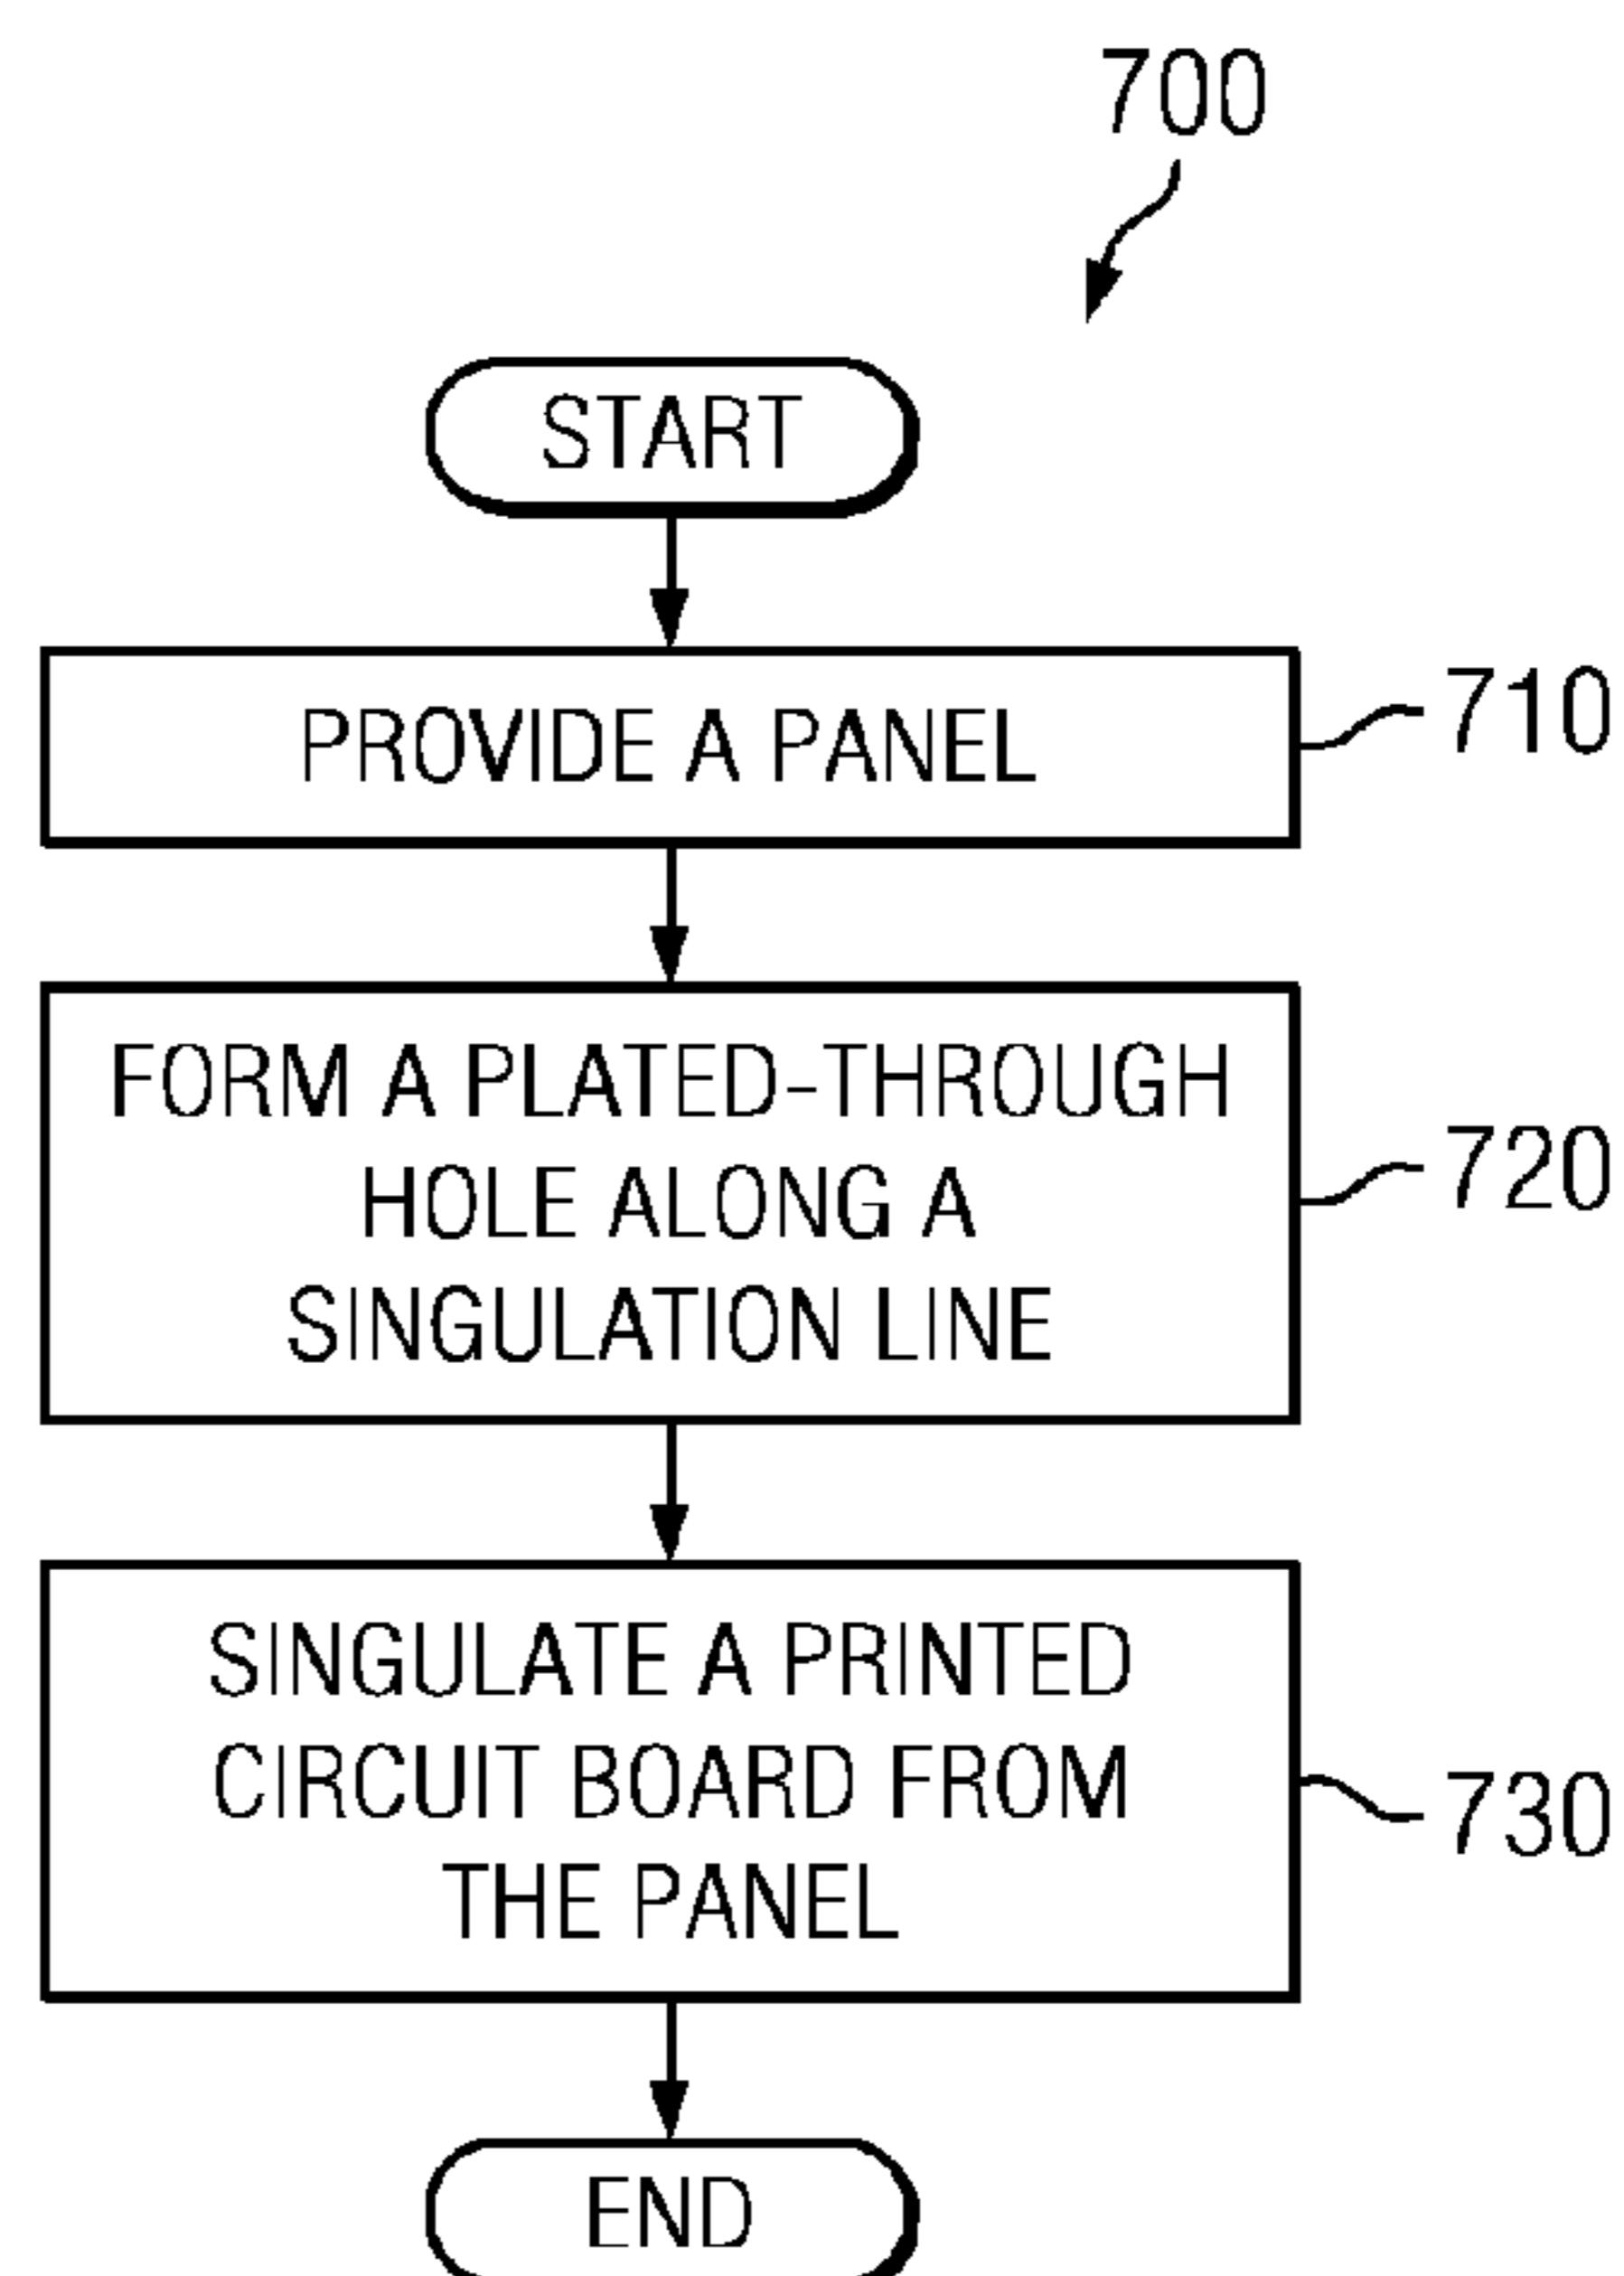 700
START
PROVIDE A PANEL
710
FORM A PLATED-THROUGH
HOLE ALONG A
SINGULATION LINE
720
SINGULATE A PRINTED
CIRCUIT BOARD FROM
THE PANEL
730
END